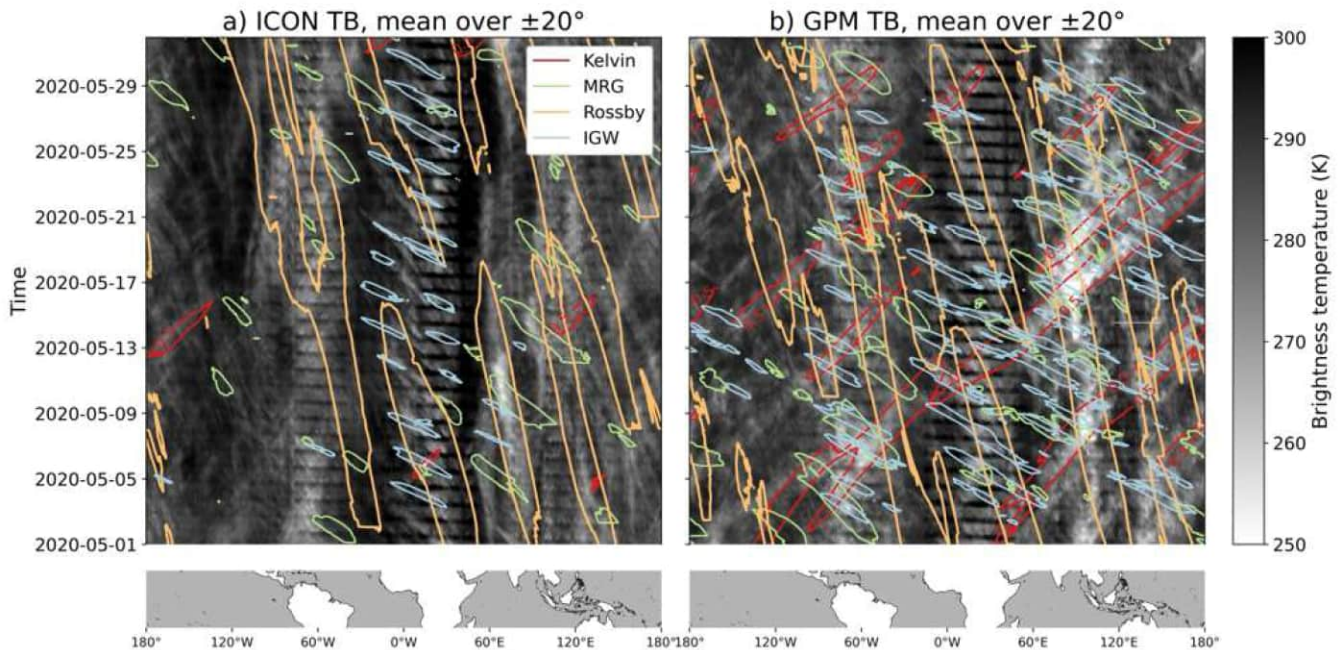 a) ICON TB, mean over ±20°
b) GPM TB, mean over ±20°
Kelvin
MRG
Rossby
IGW
Time
2020-05-29
2020-05-25
2020-05-21
2020-05-17
2020-05-13
2020-05-09
2020-05-05
2020-05-01
300
290
280
270
260
250
Brightness temperature (K)
180° 120°W 60°W 0°W 60°E 120°E 180°
180° 120°W 60°W 0°W 60°E 120°E 180°